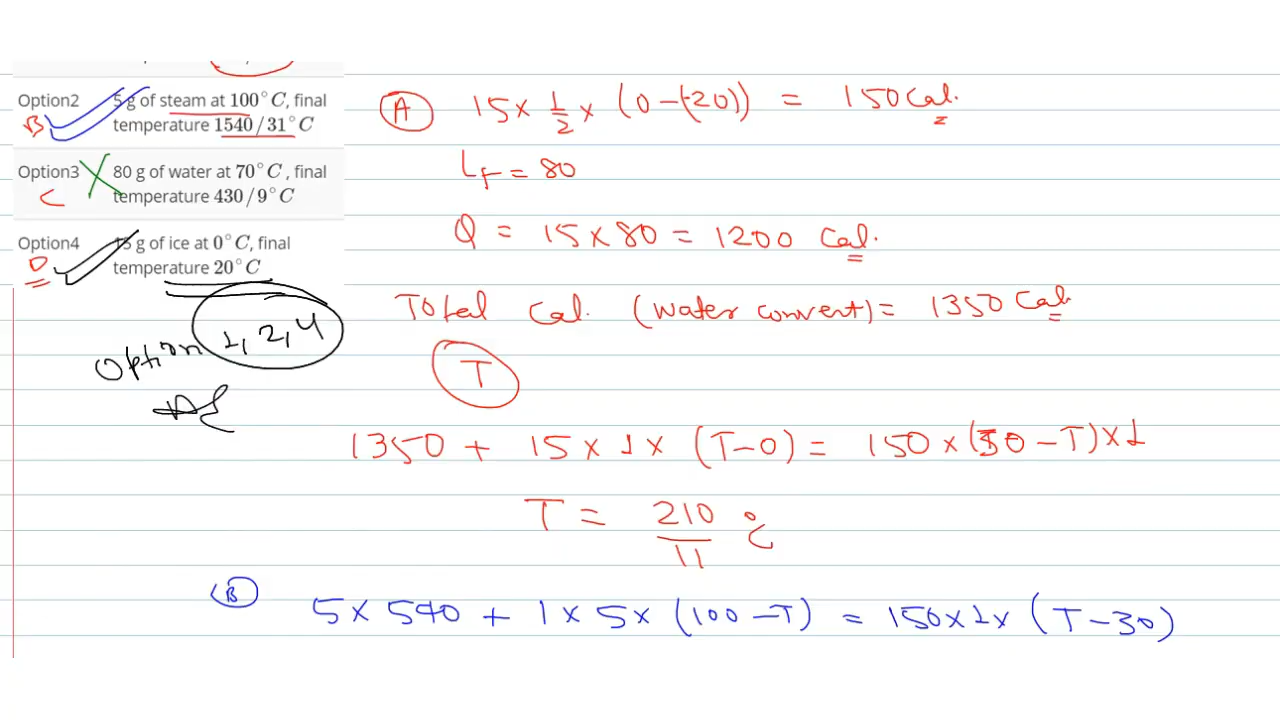 Option2 5 g of steam at 100°C, final
B temperature 1540/31°C
Option3 80 g of water at 70°C, final
C temperature 430/9°C
Option4 15 g of ice at 0°C, final
D temperature 20°C
Option 1, 2, 4
A 15 × 1/2 × (0-(-20)) = 150 Cal.
Lf = 80
Q = 15 × 80 = 1200 Cal.
Total Cal. (water convert) = 1350 Cal.
T
1350 + 15 × 1 × (T-0) = 150 × (30-T) × 1
T = 210/11 °C
(B) 5 × 540 + 1 × 5 × (100-T) = 150 × 1 × (T-30)